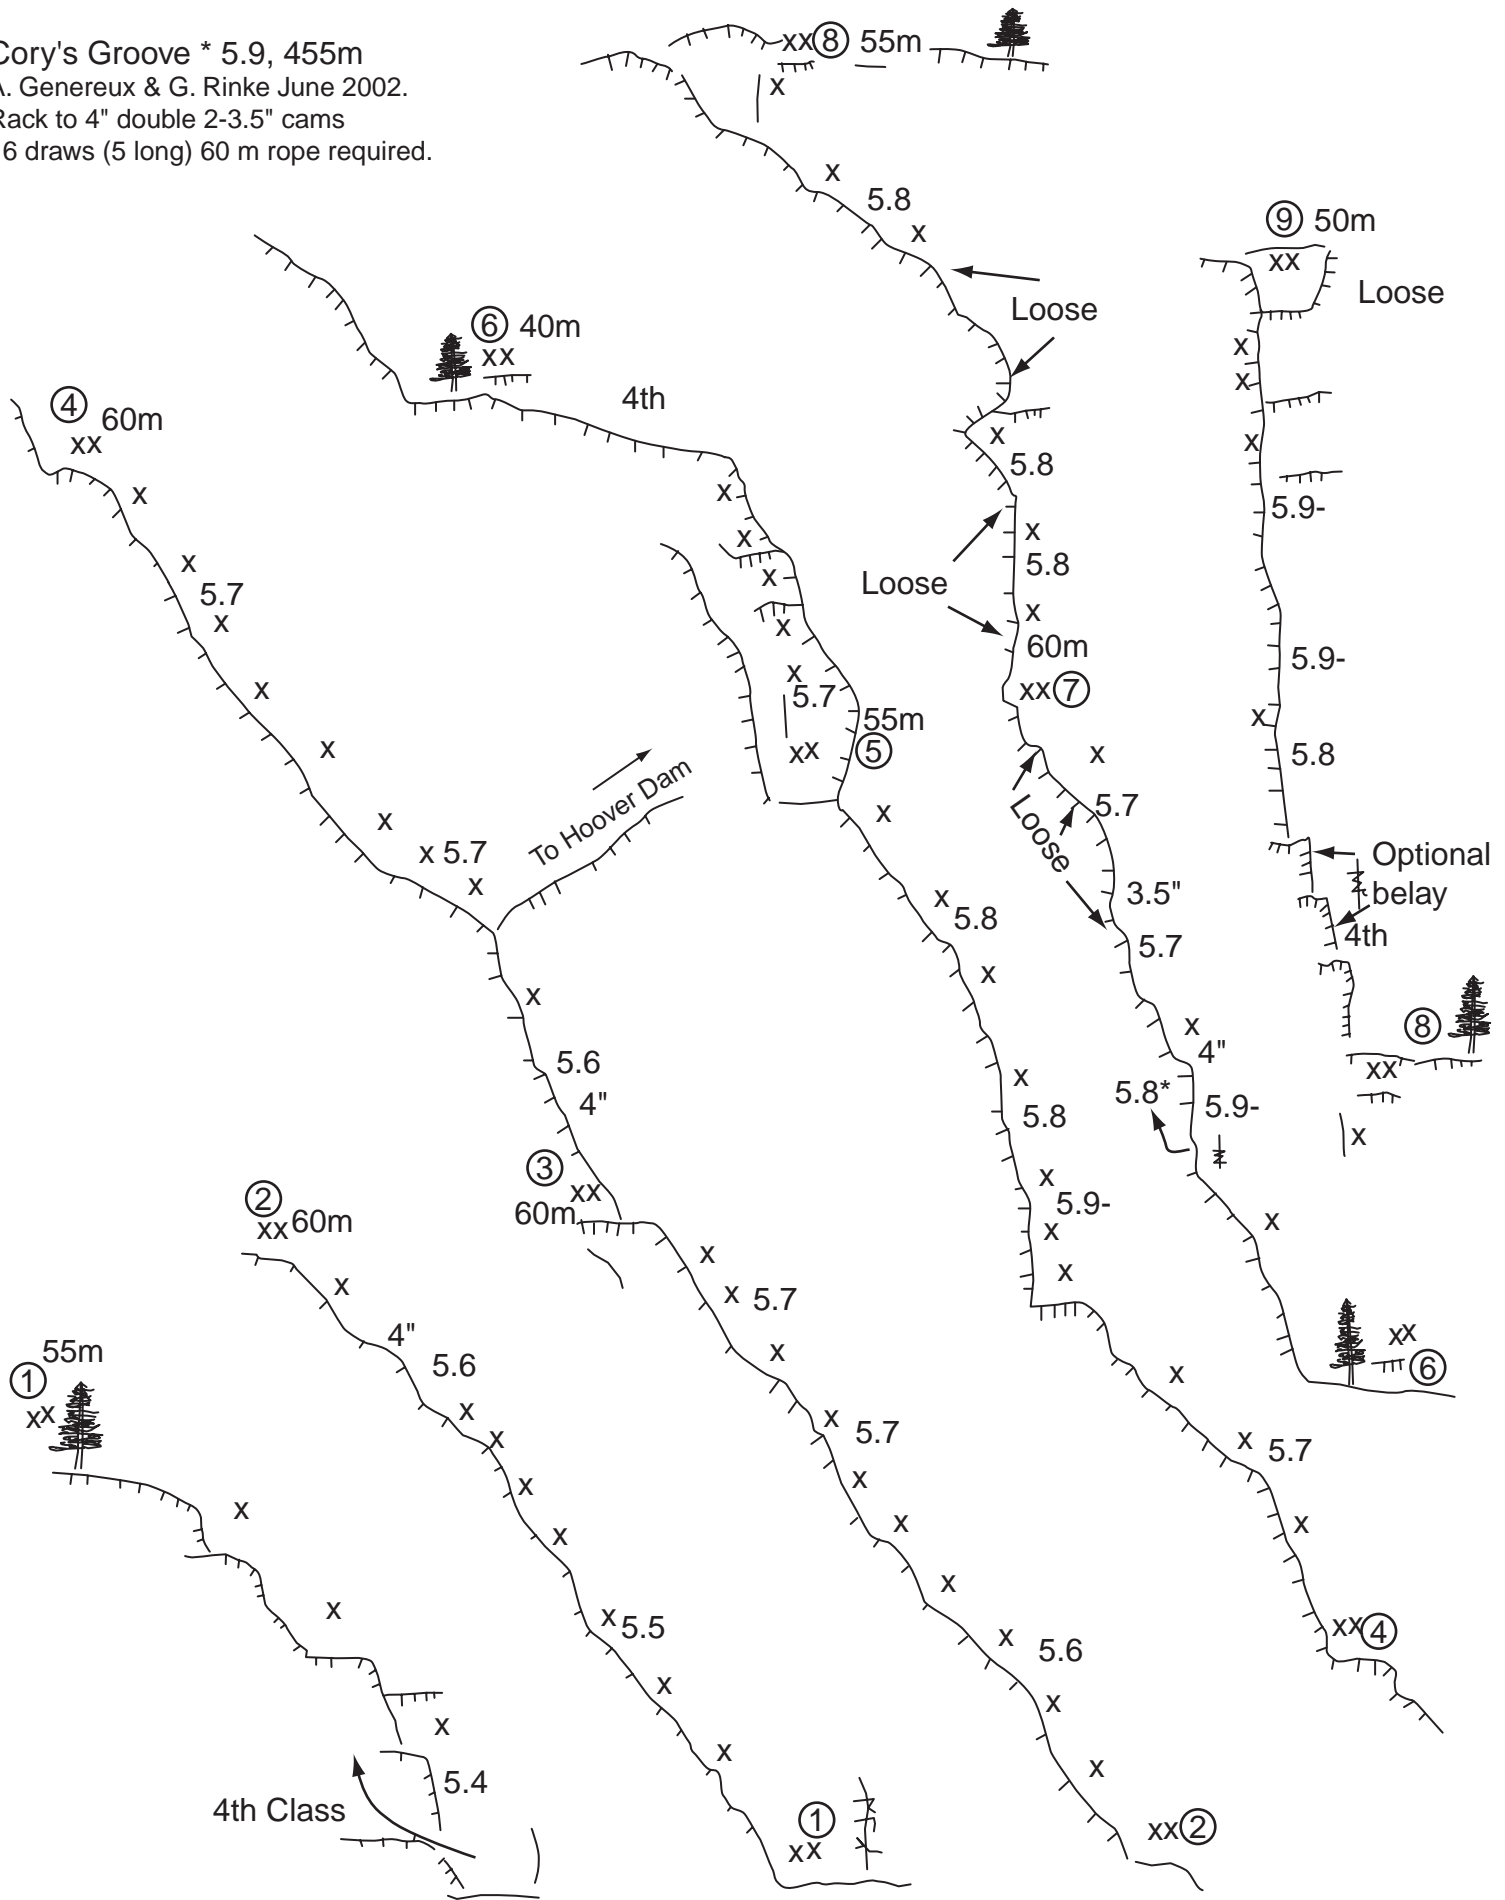 Cory's Groove * 5.9, 455m
A. Genereux & G. Rinke June 2002.
Rack to 4" double 2-3.5" cams
6 draws (5 long) 60 m rope required.
xx 8 55m
x
x
5.8
x
Loose
x
5.8
Loose
x
5.8
x
60m
xx 7
9 50m
xx
Loose
x
x
x
5.9-
5.9-
x
5.8
Optional
belay
4th
8
xx
x
6 40m
xx
4th
x
x
x
x
x
5.7
55m
xx 5
4 60m
xx
x
x
5.7
x
x
x
x
x 5.7
x
To Hoover Dam
x
5.6
4"
3
xx
60m
x
x
5.8
x
x
5.8
x
5.9-
x
x
x
x 5.7
x
xx 4
x
5.7
Loose
3.5"
5.7
x
4"
5.8*
5.9-
x
xx
6
2
xx 60m
x
4"
5.6
x
x
x
x
x 5.5
x
x
1
xx
x
x 5.7
x
x
5.7
x
x
x
x 5.6
x
x
xx 2
55m
1
xx
x
x
x
5.4
4th Class